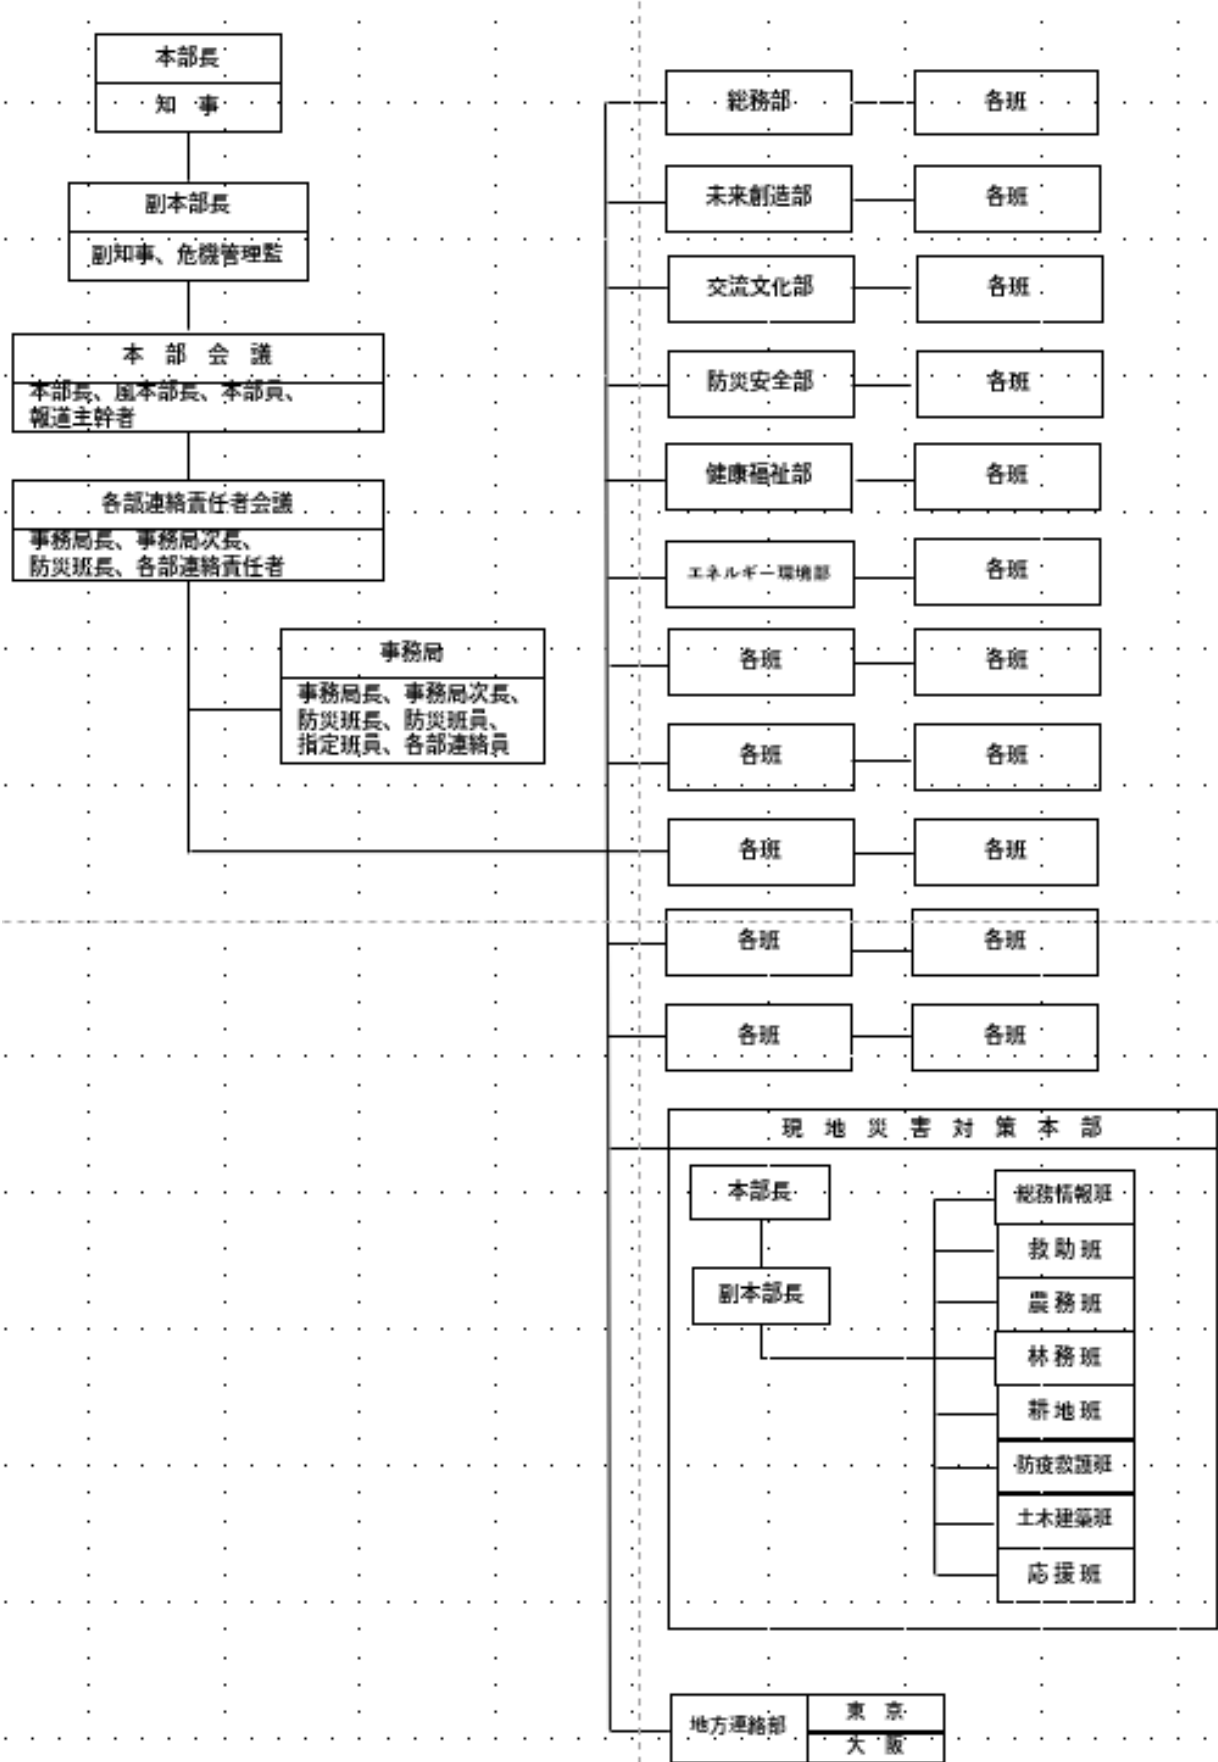 本部長
知 事
副本部長
副知事、危機管理監
本 部 会 議
本部長、風本部長、本部員、
報道主幹者
各部連絡責任者会議
事務局長、事務局次長、
防災班長、各部連絡責任者
事務局
事務局長、事務局次長、
防災班長、防災班員、
指定班員、各部連絡員
総務部 各班
未来創造部 各班
交流文化部 各班
防災安全部 各班
健康福祉部 各班
エネルギー環境部 各班
各班 各班
各班 各班
各班 各班
各班 各班
各班 各班
現 地 災 害 対 策 本 部
本部長
副本部長
総務情報班
救助班
農務班
林務班
耕地班
防疫救護班
土木建築班
応援班
地方連絡部
東 京
大 阪